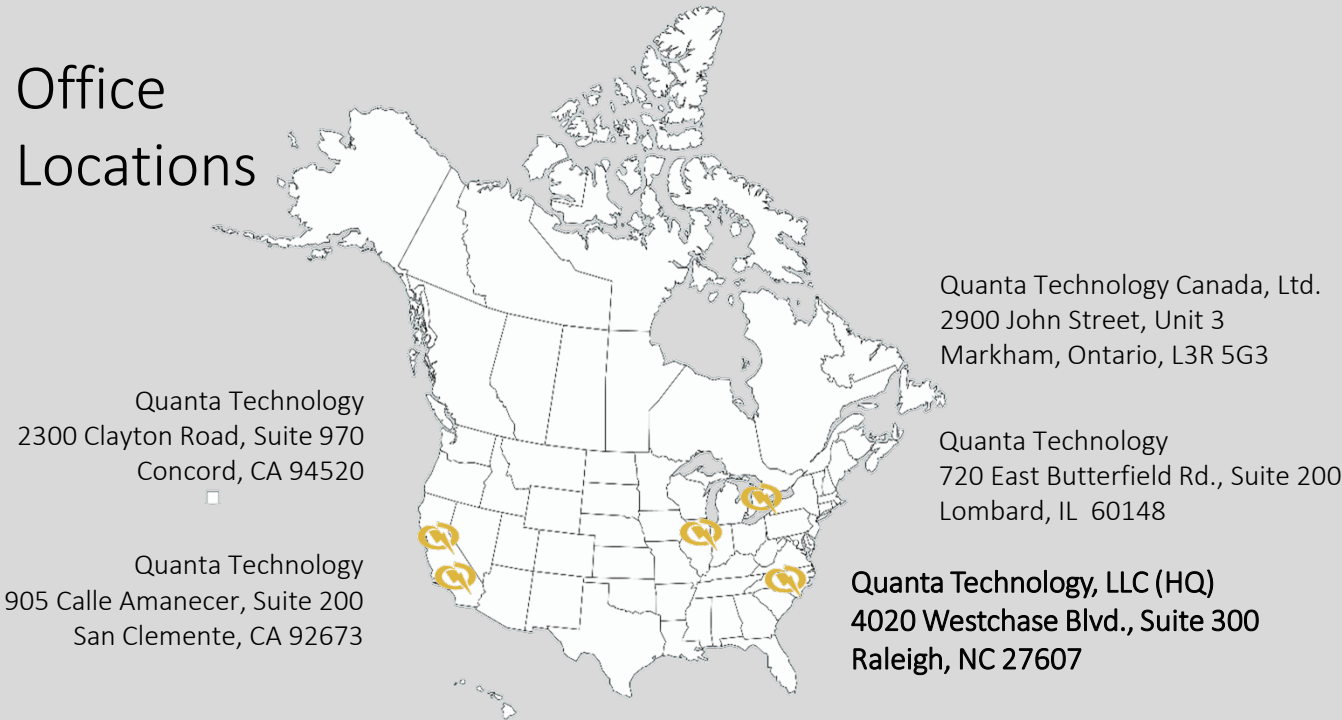 Office
Locations
Quanta Technology Canada, Ltd.
2900 John Street, Unit 3
Markham, Ontario, L3R 5G3
Quanta Technology
2300 Clayton Road, Suite 970
Concord, CA 94520
Quanta Technology
720 East Butterfield Rd., Suite 200
Lombard, IL  60148
Quanta Technology
905 Calle Amanecer, Suite 200
San Clemente, CA 92673
Quanta Technology, LLC (HQ)
4020 Westchase Blvd., Suite 300
Raleigh, NC 27607